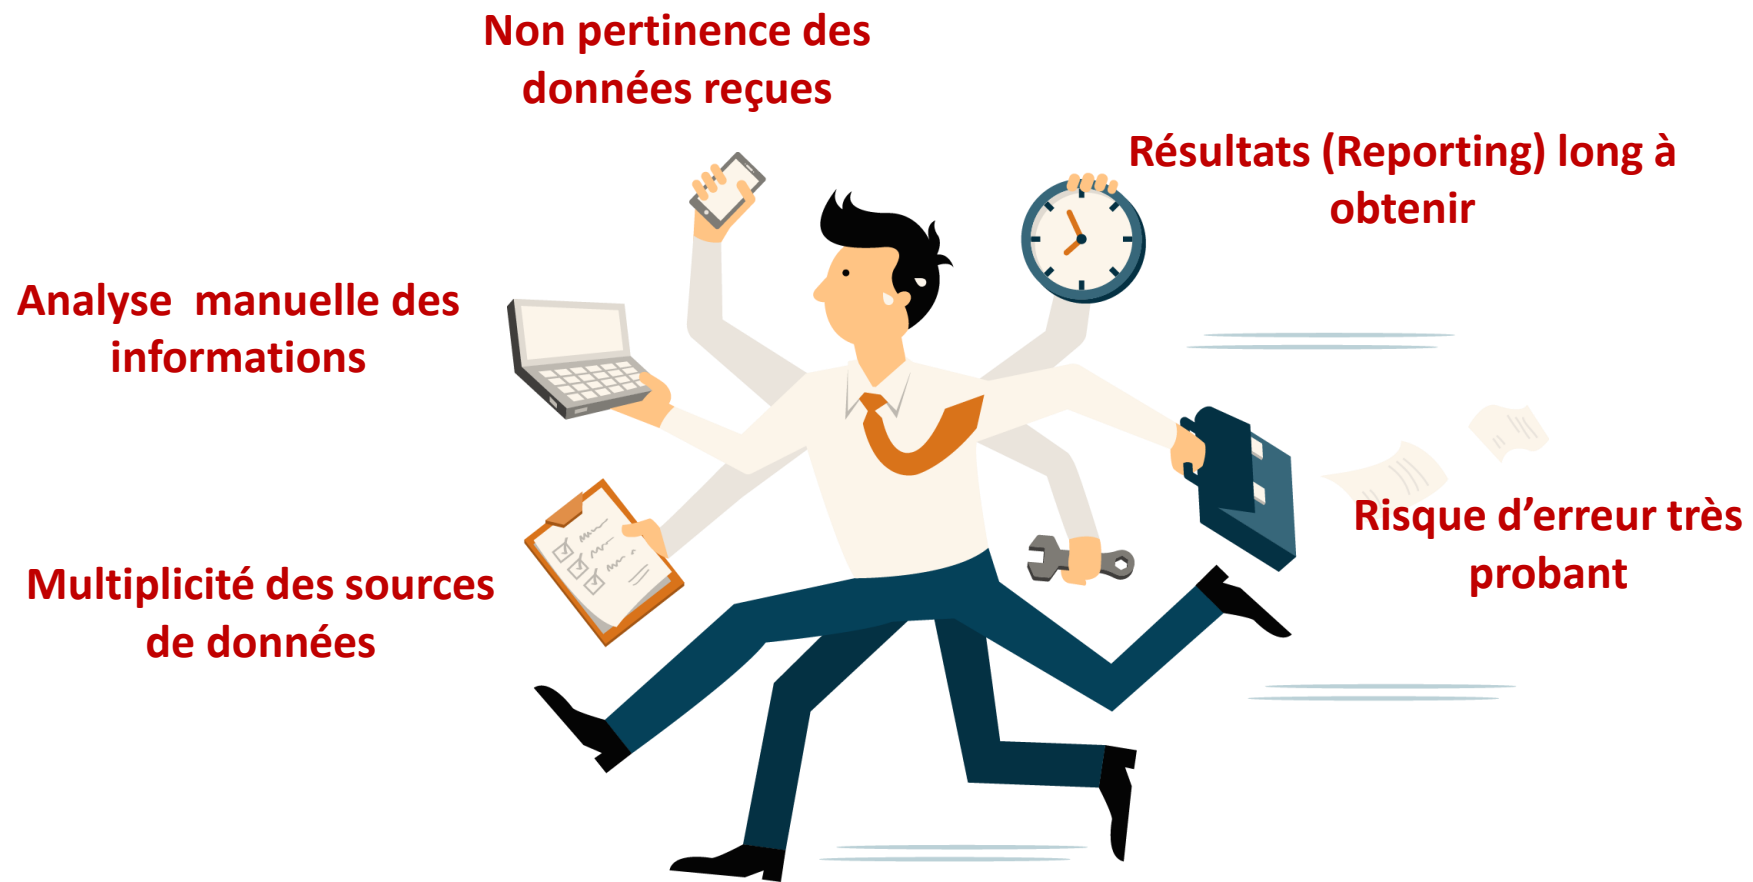 Non pertinence des
données reçues
Résultats (Reporting) long à
obtenir
Analyse  manuelle des
informations
Risque d’erreur très
probant
Multiplicité des sources
de données